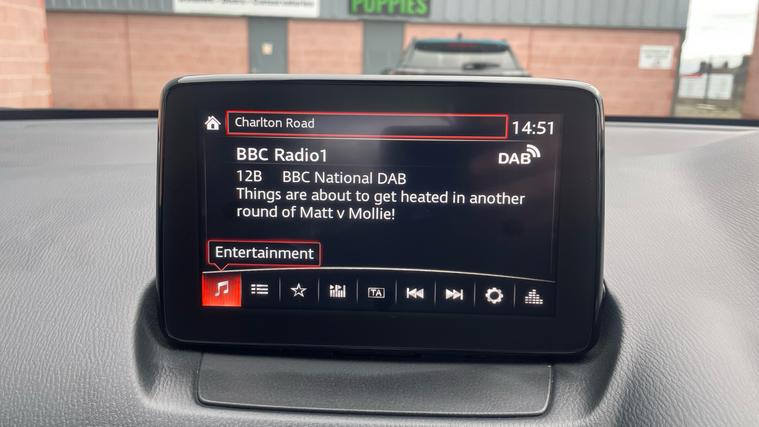 PUPPIES
Charlton Road
14:51
BBC Radio1
DAB
12B BBC National DAB
Things are about to get heated in another
round of Matt v Mollie!
Entertainment
TA